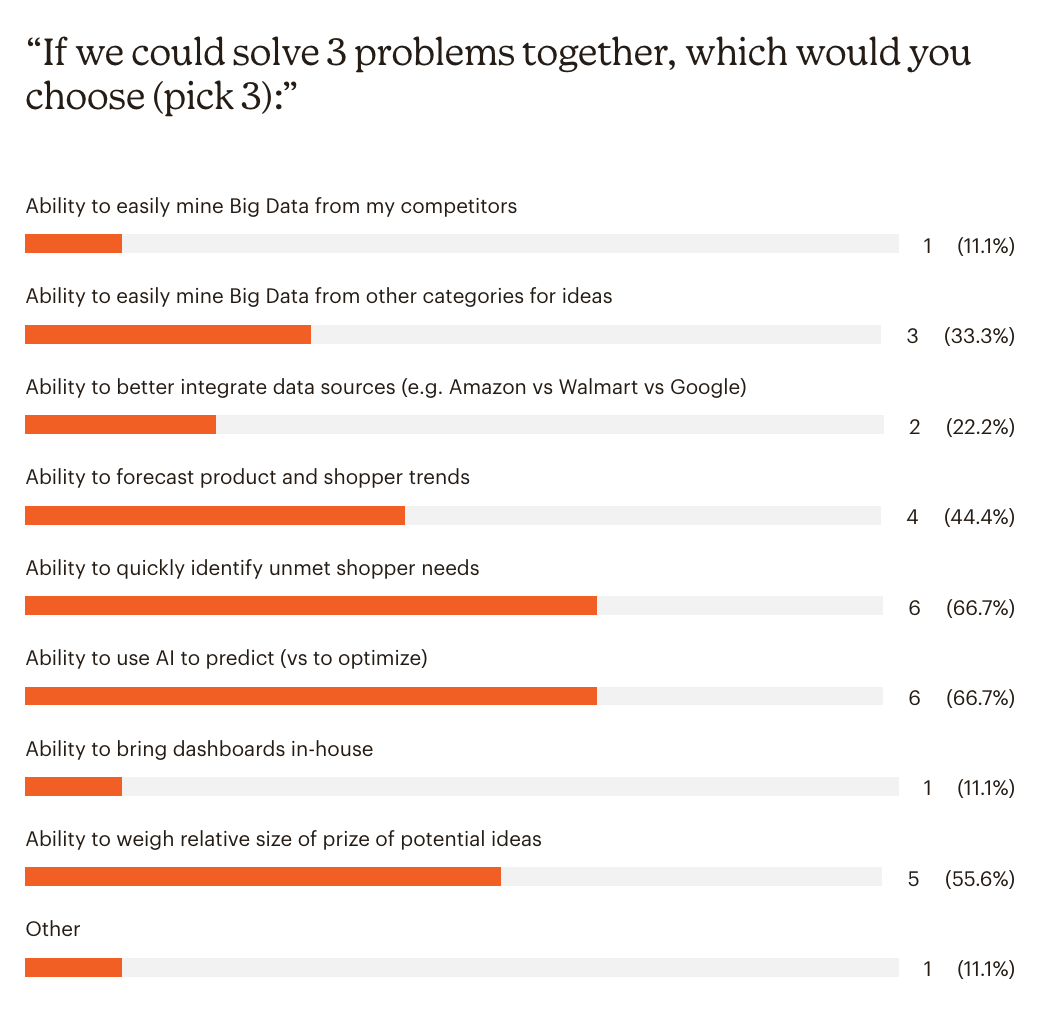 “If we could solve 3 problems together, which would you
choose (pick 3):”
Ability to easily mine Big Data from my competitors
1 (11.1%)
Ability to easily mine Big Data from other categories for ideas
3 (33.3%)
Ability to better integrate data sources (e.g. Amazon vs Walmart vs Google)
2 (22.2%)
Ability to forecast product and shopper trends
4 (44.4%)
Ability to quickly identify unmet shopper needs
6 (66.7%)
Ability to use AI to predict (vs to optimize)
6 (66.7%)
Ability to bring dashboards in-house
1 (11.1%)
Ability to weigh relative size of prize of potential ideas
5 (55.6%)
Other
1 (11.1%)